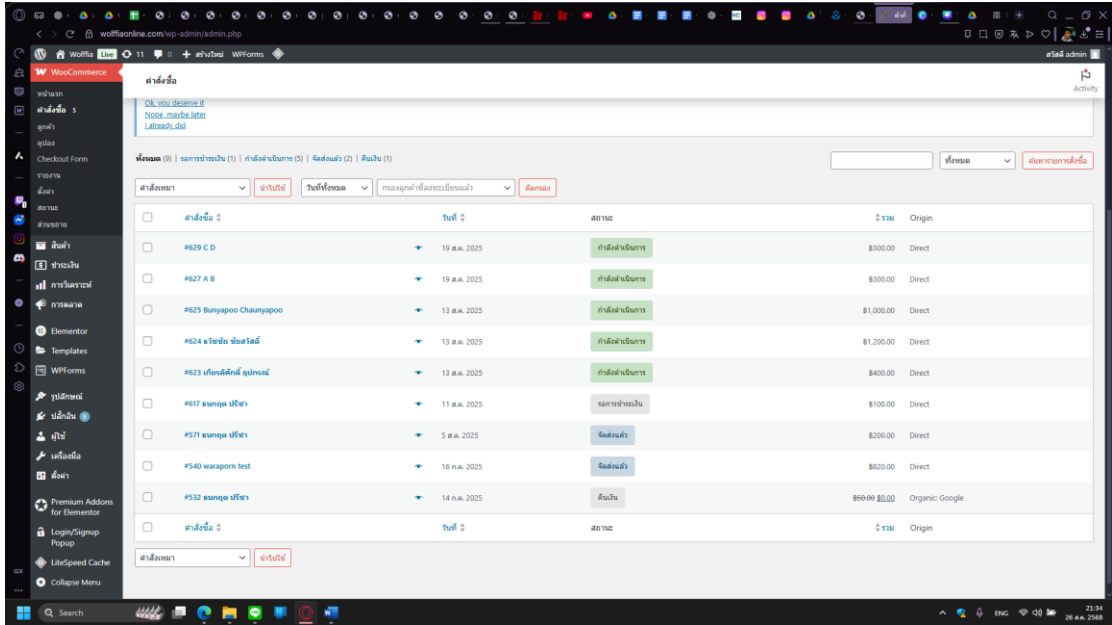 wolffiaonline.com/wp-admin/admin.php
Wolffia Live 11 0 + สร้างใหม่ WPForms
สวัสดี admin
WooCommerce
หน้าแรก
คำสั่งซื้อ 5
ลูกค้า
คูปอง
Checkout Form
รายงาน
ตั้งค่า
สถานะ
ส่วนขยาย
สินค้า
ชำระเงิน
การวิเคราะห์
การตลาด
Elementor
Templates
WPForms
รูปลักษณ์
ปลั๊กอิน 5
ผู้ใช้
เครื่องมือ
ตั้งค่า
Premium Addons
for Elementor
Login/Signup
Popup
LiteSpeed Cache
Collapse Menu
คำสั่งซื้อ
Activity
Ok, you deserve it
Nope, maybe later
I already did
ทั้งหมด (9) | รอการชำระเงิน (1) | กำลังดำเนินการ (5) | จัดส่งแล้ว (2) | คืนเงิน (1)
ทั้งหมด ค้นหารายการสั่งซื้อ
คำสั่งเหมา นำไปใช้ วันที่ทั้งหมด กรองลูกค้าที่ลงทะเบียนแล้ว คัดกรอง
คำสั่งซื้อ วันที่ สถานะ รวม Origin
#629 C D 19 ส.ค. 2025 กำลังดำเนินการ ฿300.00 Direct
#627 A B 19 ส.ค. 2025 กำลังดำเนินการ ฿300.00 Direct
#625 Bunyapoo Chaunyapoo 13 ส.ค. 2025 กำลังดำเนินการ ฿1,000.00 Direct
#624 ธวัชชัย ชัยสวัสดิ์ 13 ส.ค. 2025 กำลังดำเนินการ ฿1,200.00 Direct
#623 เกียรติศักดิ์ อุปกรณ์ 13 ส.ค. 2025 กำลังดำเนินการ ฿400.00 Direct
#617 ธนกฤต ปรีชา 11 ส.ค. 2025 รอการชำระเงิน ฿100.00 Direct
#571 ธนกฤต ปรีชา 5 ส.ค. 2025 จัดส่งแล้ว ฿200.00 Direct
#540 waraporn test 16 ก.ค. 2025 จัดส่งแล้ว ฿820.00 Direct
#532 ธนกฤต ปรีชา 14 ก.ค. 2025 คืนเงิน ฿50.00 ฿0.00 Organic: Google
คำสั่งซื้อ วันที่ สถานะ รวม Origin
คำสั่งเหมา นำไปใช้
Search
ENG
21:34
26 ส.ค. 2568